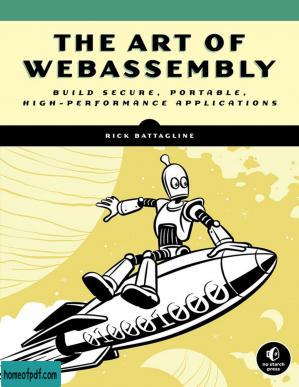 THE ART OF
WEBASSEMBLY
BUILD SECURE, PORTABLE,
HIGH-PERFORMANCE APPLICATIONS
RICK BATTAGLINE
no starch
press
homeofpdf.com